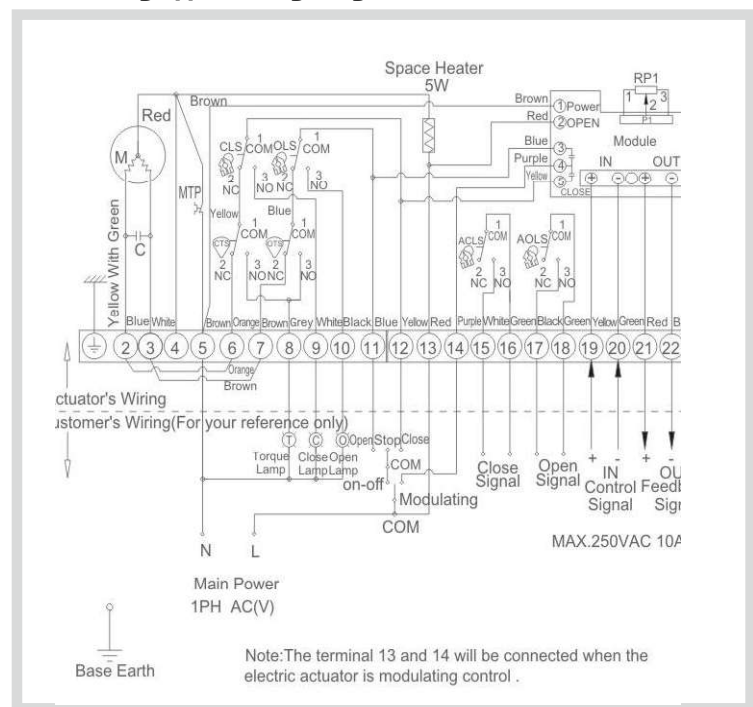 Space Heater
5W
RP1
1 2 3
P1
Module
Brown
1 Power
Red
2 OPEN
Blue
3
Purple
4
Yellow
5
CLOSE
IN OUT
+ - + -
Brown
Red
M
MTP
C
CLS 1 COM
OLS 1 COM
2 NC
3 NO
2 NC
3 NO
Yellow
Blue
CTS
1 COM
OTS
1 COM
2 NC
3 NO
2 NC
3 NO
ACLS 1 COM
AOLS 1 COM
2 NC
3 NO
2 NC
3 NO
Yellow With Green
Blue White Brown Orange Brown Grey White Black Blue Yellow Red Purple White Green Black Green Yellow Green Red B
2 3 4 5 6 7 8 9 10 11 12 13 14 15 16 17 18 19 20 21 22
Orange
Brown
ctuator's Wiring
ustomer's Wiring(For your reference only)
T C O Open Stop Close
Torque Lamp
Close Lamp
Open Lamp
COM
on-off
Modulating
COM
Close Signal
Open Signal
+ - + -
IN OU
Control Feedb
Signal Sign
N L
MAX.250VAC 10A
Main Power
1PH AC(V)
Base Earth
Note:The terminal 13 and 14 will be connected when the
electric actuator is modulating control .